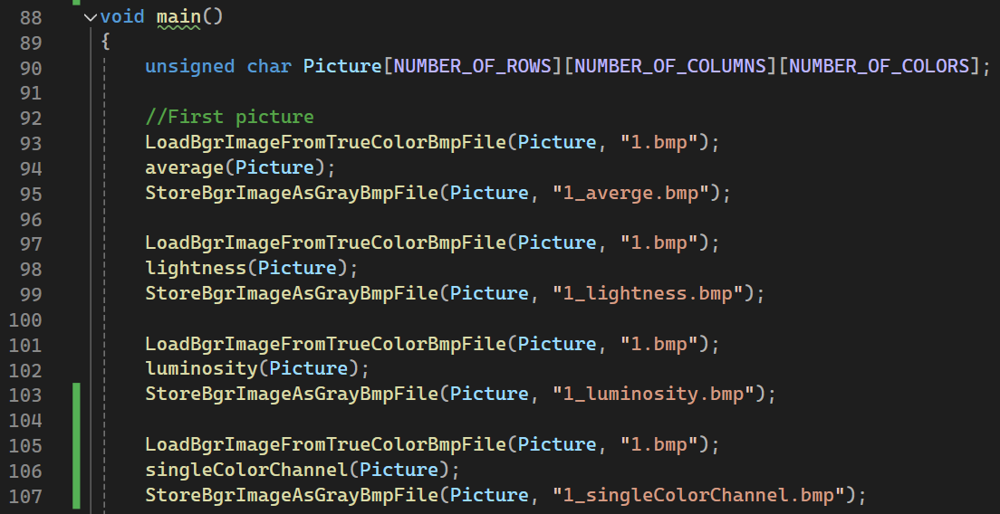 88 void main()
89 {
90 unsigned char Picture[NUMBER_OF_ROWS][NUMBER_OF_COLUMNS][NUMBER_OF_COLORS];
91
92 //First picture
93 LoadBgrImageFromTrueColorBmpFile(Picture, "1.bmp");
94 average(Picture);
95 StoreBgrImageAsGrayBmpFile(Picture, "1_averge.bmp");
96
97 LoadBgrImageFromTrueColorBmpFile(Picture, "1.bmp");
98 lightness(Picture);
99 StoreBgrImageAsGrayBmpFile(Picture, "1_lightness.bmp");
100
101 LoadBgrImageFromTrueColorBmpFile(Picture, "1.bmp");
102 luminosity(Picture);
103 StoreBgrImageAsGrayBmpFile(Picture, "1_luminosity.bmp");
104
105 LoadBgrImageFromTrueColorBmpFile(Picture, "1.bmp");
106 singleColorChannel(Picture);
107 StoreBgrImageAsGrayBmpFile(Picture, "1_singleColorChannel.bmp");